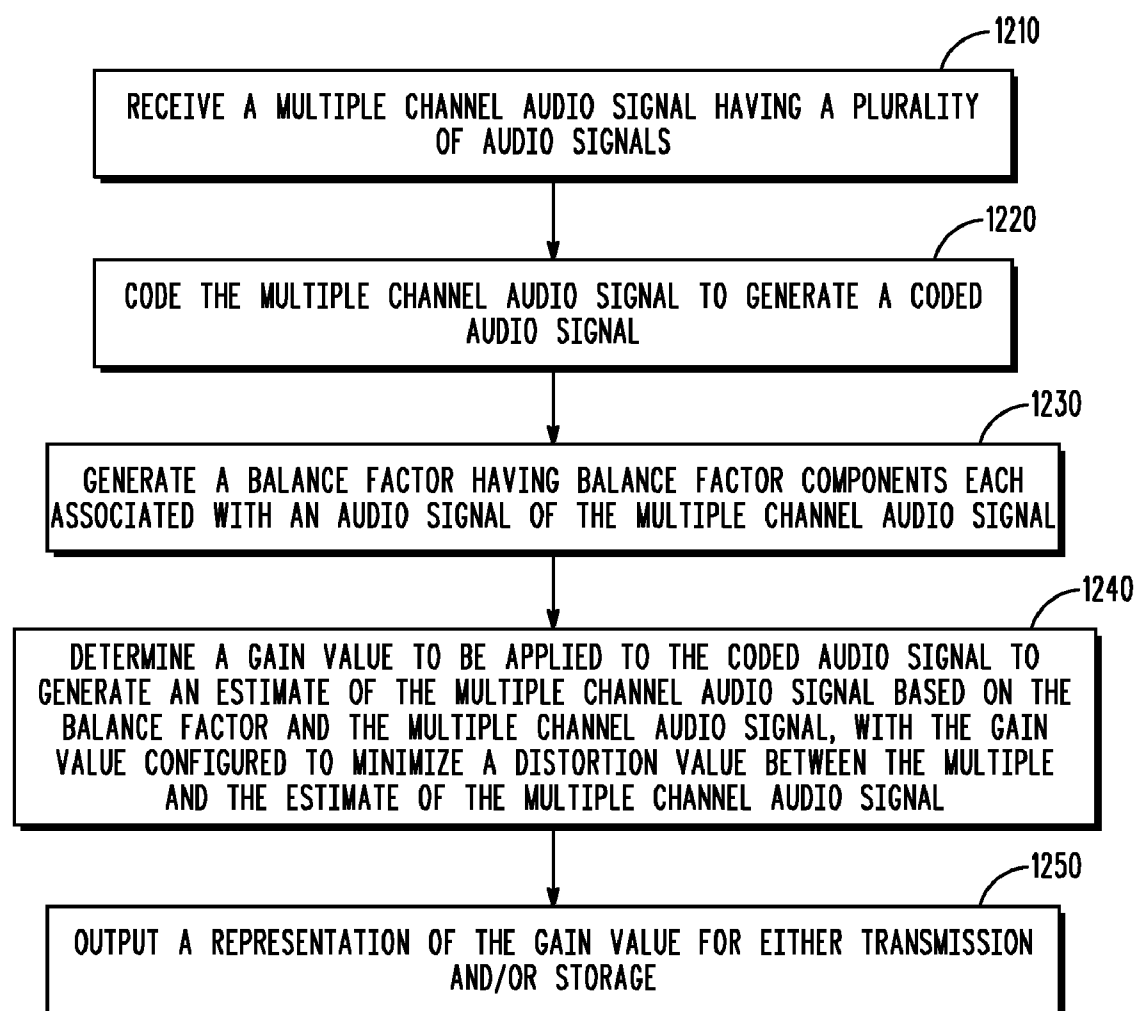 1210
RECEIVE A MULTIPLE CHANNEL AUDIO SIGNAL HAVING A PLURALITY
OF AUDIO SIGNALS
1220
CODE THE MULTIPLE CHANNEL AUDIO SIGNAL TO GENERATE A CODED
AUDIO SIGNAL
1230
GENERATE A BALANCE FACTOR HAVING BALANCE FACTOR COMPONENTS EACH
ASSOCIATED WITH AN AUDIO SIGNAL OF THE MULTIPLE CHANNEL AUDIO SIGNAL
1240
DETERMINE A GAIN VALUE TO BE APPLIED TO THE CODED AUDIO SIGNAL TO
GENERATE AN ESTIMATE OF THE MULTIPLE CHANNEL AUDIO SIGNAL BASED ON THE
BALANCE FACTOR AND THE MULTIPLE CHANNEL AUDIO SIGNAL, WITH THE GAIN
VALUE CONFIGURED TO MINIMIZE A DISTORTION VALUE BETWEEN THE MULTIPLE
AND THE ESTIMATE OF THE MULTIPLE CHANNEL AUDIO SIGNAL
1250
OUTPUT A REPRESENTATION OF THE GAIN VALUE FOR EITHER TRANSMISSION
AND/OR STORAGE